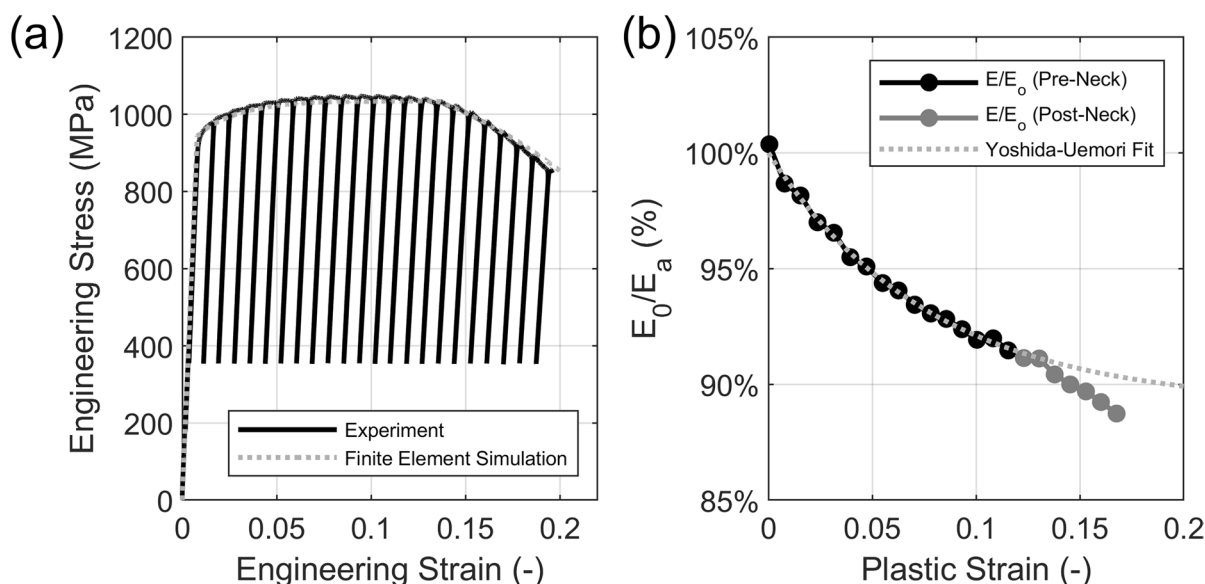 (a)
1200
1000
800
600
400
200
0
Engineering Stress (MPa)
0
0.05
0.1
0.15
0.2
Engineering Strain (-)
Experiment
Finite Element Simulation
(b)
105%
100%
95%
90%
85%
E₀/Eₐ (%)
0
0.05
0.1
0.15
0.2
Plastic Strain (-)
E/Eₒ (Pre-Neck)
E/Eₒ (Post-Neck)
Yoshida-Uemori Fit